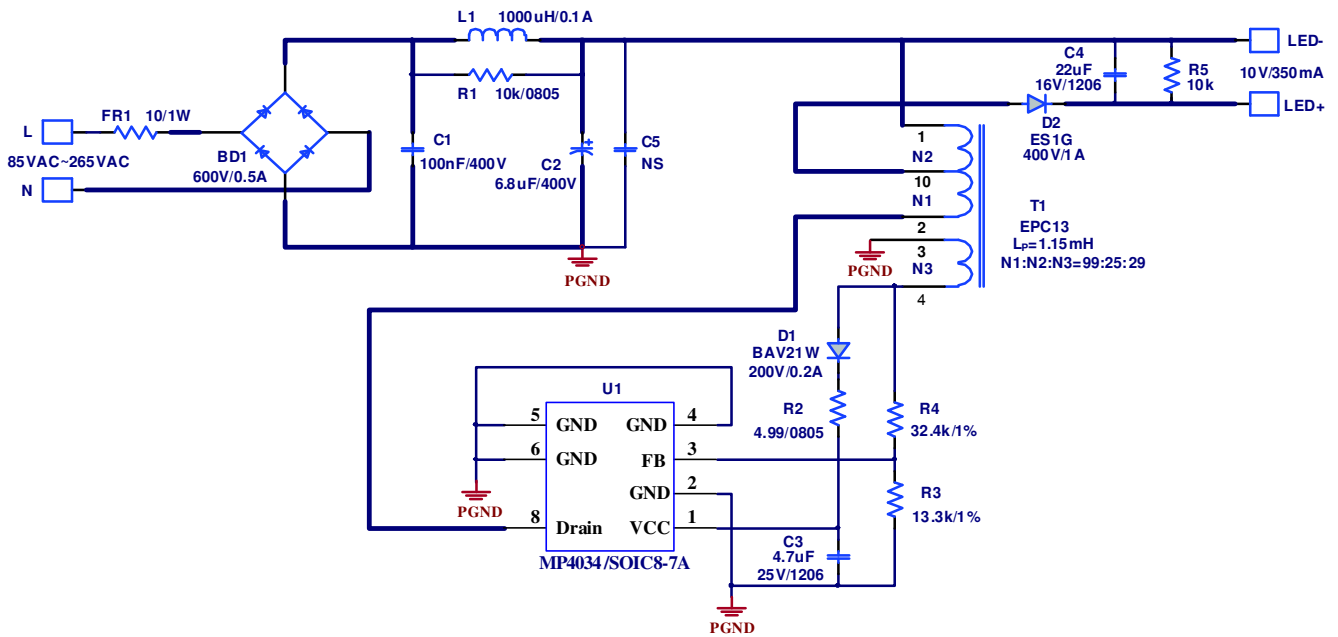 L1
1000uH/0.1A
R1
10k/0805
FR1
10/1W
L
85VAC~265VAC
N
BD1
600V/0.5A
C1
100nF/400V
C2
6.8uF/400V
C5
NS
PGND
C4
22uF
16V/1206
R5
10k
LED-
10V/350mA
LED+
D2
ES1G
400V/1A
1
N2
10
N1
2
3
N3
4
PGND
T1
EPC13
LP=1.15mH
N1:N2:N3=99:25:29
D1
BAV21W
200V/0.2A
R2
4.99/0805
R4
32.4k/1%
R3
13.3k/1%
U1
5
GND
GND
4
6
GND
FB
3
GND
2
8
Drain
VCC
1
MP4034/SOIC8-7A
PGND
C3
4.7uF
25V/1206
PGND